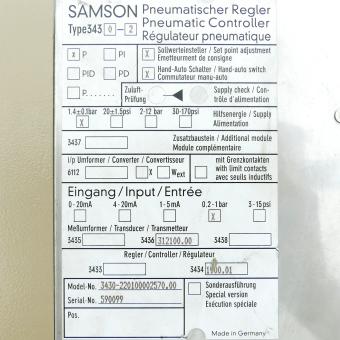 SAMSON Pneumatischer Regler
Type343 0 - 2 Pneumatic Controller
Régulateur pneumatique
x P PI X Sollwerteinsteller / Set point adjustment
Emetteurment de consigne
PID PD X Hand-Auto Schalter / Hand-auto switch
Commutateur manu-auto
P....... Zuluft-Prüfung Supply check / Contrôle d'alimentation
1.4±0.1bar 20±1.5psi 2-12 bar 30-170psi Hilfsenergie / Supply
X Alimentation
3437 Zusatzbaustein / Additional module
Module complémentaire
i/p Umformer / Converter / Convertisseur mit Grenzkontakten
6112 X Wext with limit contacts
avec seuils inductifs
Eingang / Input / Entrée
0-20mA 4-20mA 1-5mA 0,2-1bar 3-15psi
X
Meßumformer / Transducer / Transmetteur
3435 3436 312100.00 3438
Regler / Controller / Régulateur
3433 3434 1900.01
Model-No. 3430-220100002570.00 Sonderausführung
Serial-No. 590099 Special version
Exécution spéciale
Pos.
Made in Germany